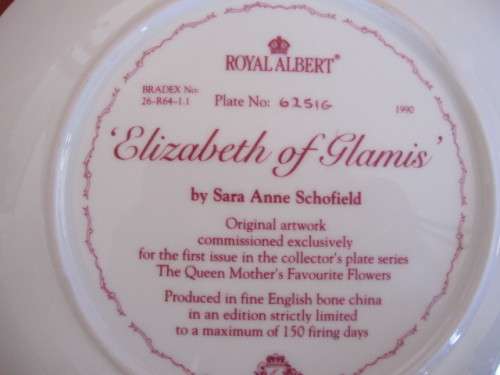 ROYAL ALBERT®
BRADEX No:
26-R64-1.1
Plate No: 6251G
1990
'Elizabeth of Glamis'
by Sara Anne Schofield
Original artwork
commissioned exclusively
for the first issue in the collector's plate series
The Queen Mother's Favourite Flowers
Produced in fine English bone china
in an edition strictly limited
to a maximum of 150 firing days